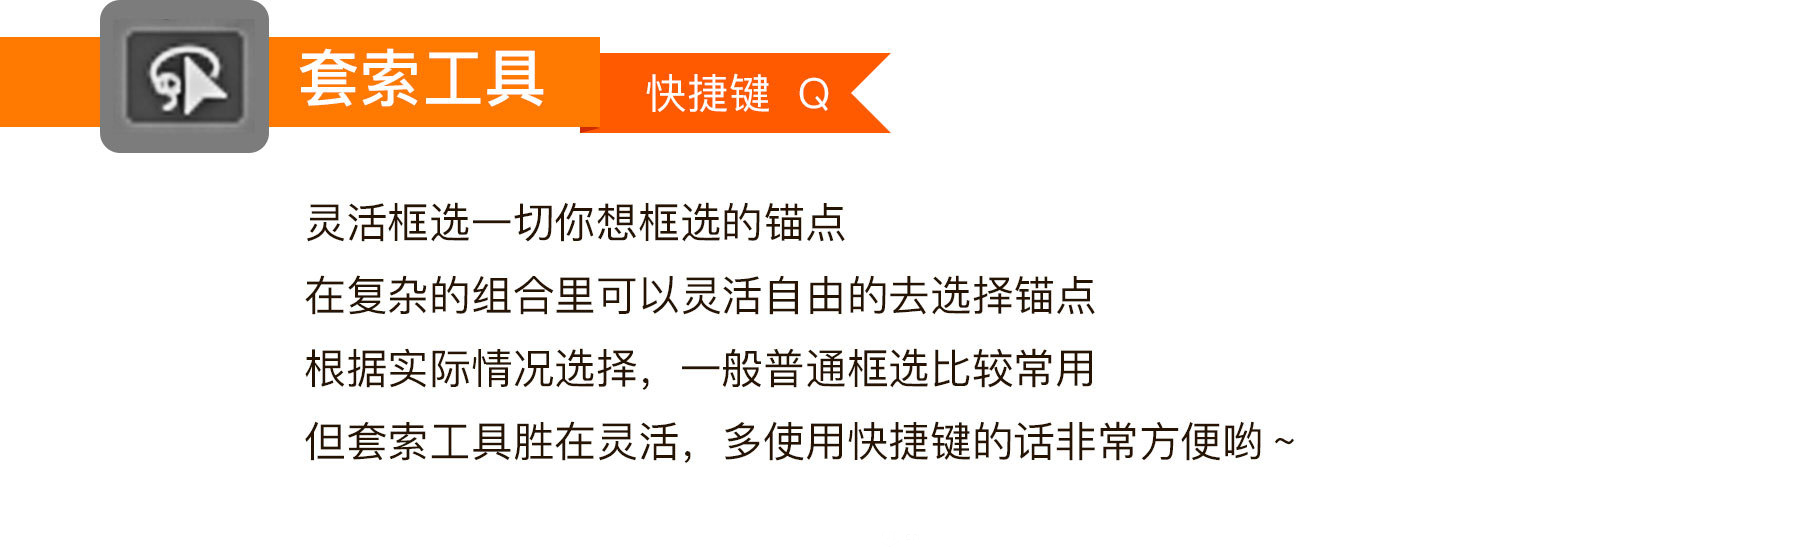 套索工具
快捷键 Q
灵活框选一切你想框选的锚点
在复杂的组合里可以灵活自由的去选择锚点
根据实际情况选择，一般普通框选比较常用
但套索工具胜在灵活，多使用快捷键的话非常方便哟~